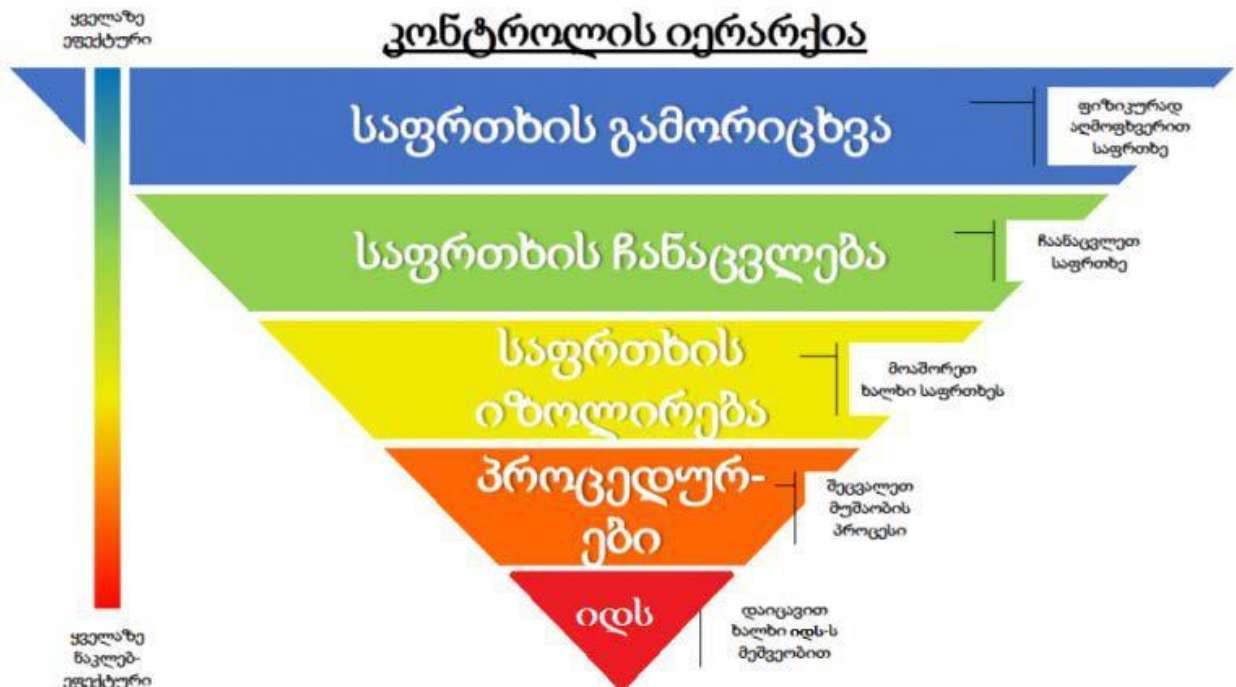 ყველაზე
ეფექტური
კონტროლის იერარქია
საფრთხის გამორიცხვა
ფიზიკურად
აღმოფხვერით
საფრთხე
საფრთხის ჩანაცვლება
ჩაანაცვლეთ
საფრთხე
საფრთხის
იზოლირება
მოაშორეთ
ხალხი საფრთხეს
პროცედურ-
ები
შეცვალეთ
მუშაობის
პროცესი
იდს
დაიცავით
ხალხი იდს-ს
მეშვეობით
ყველაზე
ნაკლებ-
ეფექტური